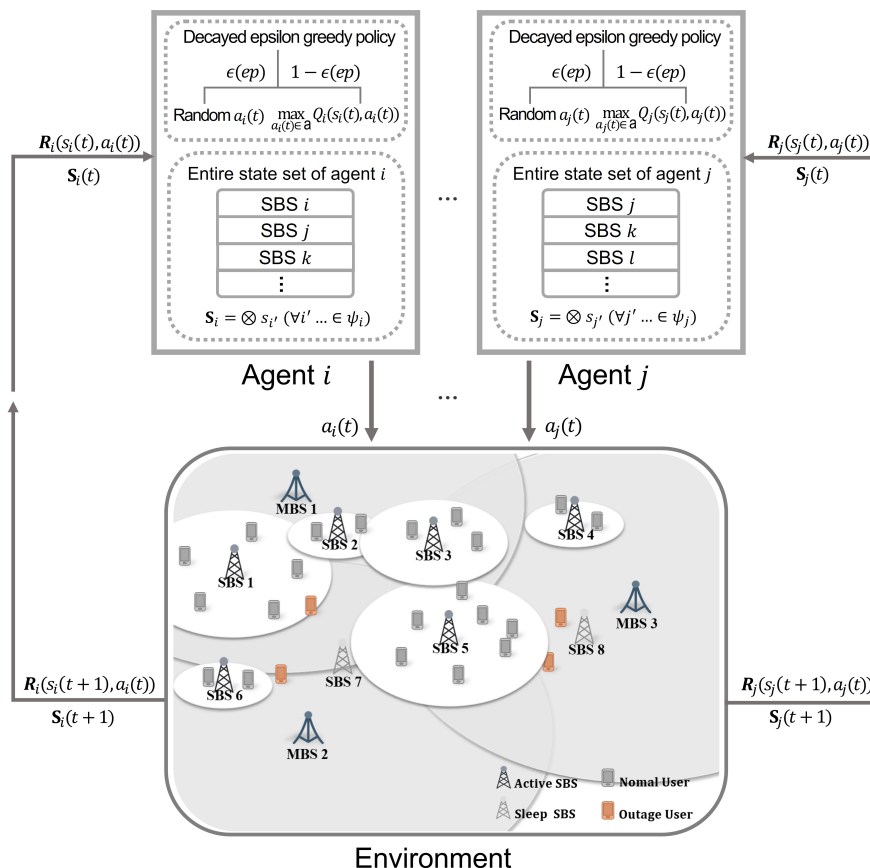 Decayed epsilon greedy policy
ϵ(ep) 1 − ϵ(ep)
Random a_i(t) max_{a_i(t)∈a} Q_i(s_i(t), a_i(t))
Entire state set of agent i
SBS i
SBS j
SBS k
⋮
S_i = ⊗ s_{i′} (∀i′ ... ∈ ψ_i)
Agent i
...
Decayed epsilon greedy policy
ϵ(ep) 1 − ϵ(ep)
Random a_j(t) max_{a_j(t)∈a} Q_j(s_j(t), a_j(t))
Entire state set of agent j
SBS j
SBS k
SBS l
⋮
S_j = ⊗ s_{j′} (∀j′ ... ∈ ψ_j)
Agent j
R_i(s_i(t), a_i(t))
S_i(t)
R_j(s_j(t), a_j(t))
S_j(t)
...
a_i(t)
a_j(t)
MBS 1
SBS 2
SBS 3
SBS 4
SBS 1
MBS 3
SBS 5
SBS 8
SBS 7
SBS 6
MBS 2
R_i(s_i(t+1), a_i(t))
S_i(t+1)
R_j(s_j(t+1), a_j(t))
S_j(t+1)
Active SBS
Nomal User
Sleep SBS
Outage User
Environment